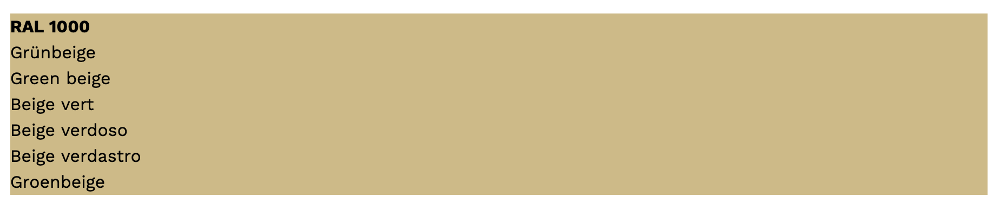 RAL 1000
Grünbeige
Green beige
Beige vert
Beige verdoso
Beige verdastro
Groenbeige